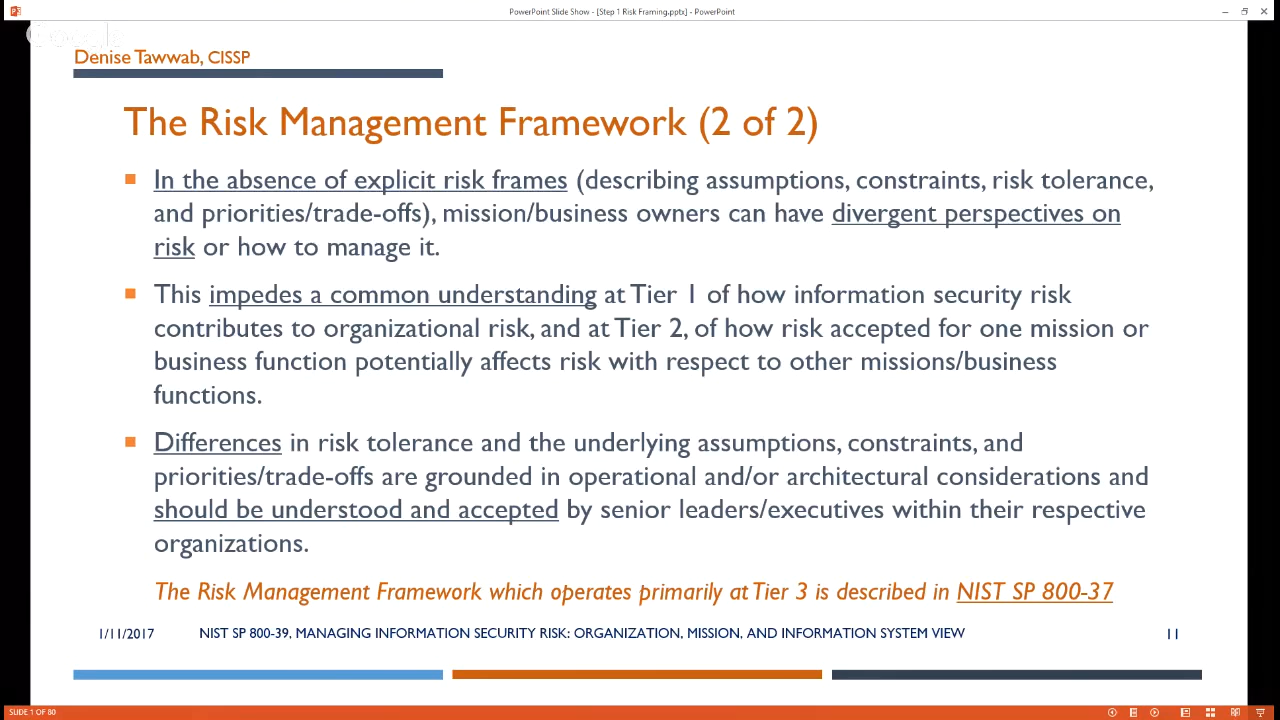 PowerPoint Slide Show - [Step 1 Risk Framing.pptx] - PowerPoint
Denise Tawwab, CISSP
The Risk Management Framework (2 of 2)
In the absence of explicit risk frames (describing assumptions, constraints, risk tolerance,
and priorities/trade-offs), mission/business owners can have divergent perspectives on
risk or how to manage it.
This impedes a common understanding at Tier 1 of how information security risk
contributes to organizational risk, and at Tier 2, of how risk accepted for one mission or
business function potentially affects risk with respect to other missions/business
functions.
Differences in risk tolerance and the underlying assumptions, constraints, and
priorities/trade-offs are grounded in operational and/or architectural considerations and
should be understood and accepted by senior leaders/executives within their respective
organizations.
The Risk Management Framework which operates primarily at Tier 3 is described in NIST SP 800-37
1/11/2017 NIST SP 800-39, MANAGING INFORMATION SECURITY RISK: ORGANIZATION, MISSION, AND INFORMATION SYSTEM VIEW 11
SLIDE 1 OF 80